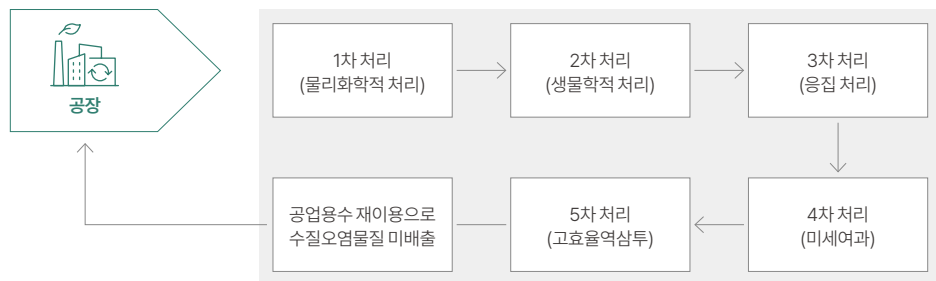 공장
1차 처리
(물리화학적 처리)
2차 처리
(생물학적 처리)
3차 처리
(응집 처리)
4차 처리
(미세여과)
5차 처리
(고효율역삼투)
공업용수 재이용으로
수질오염물질 미배출